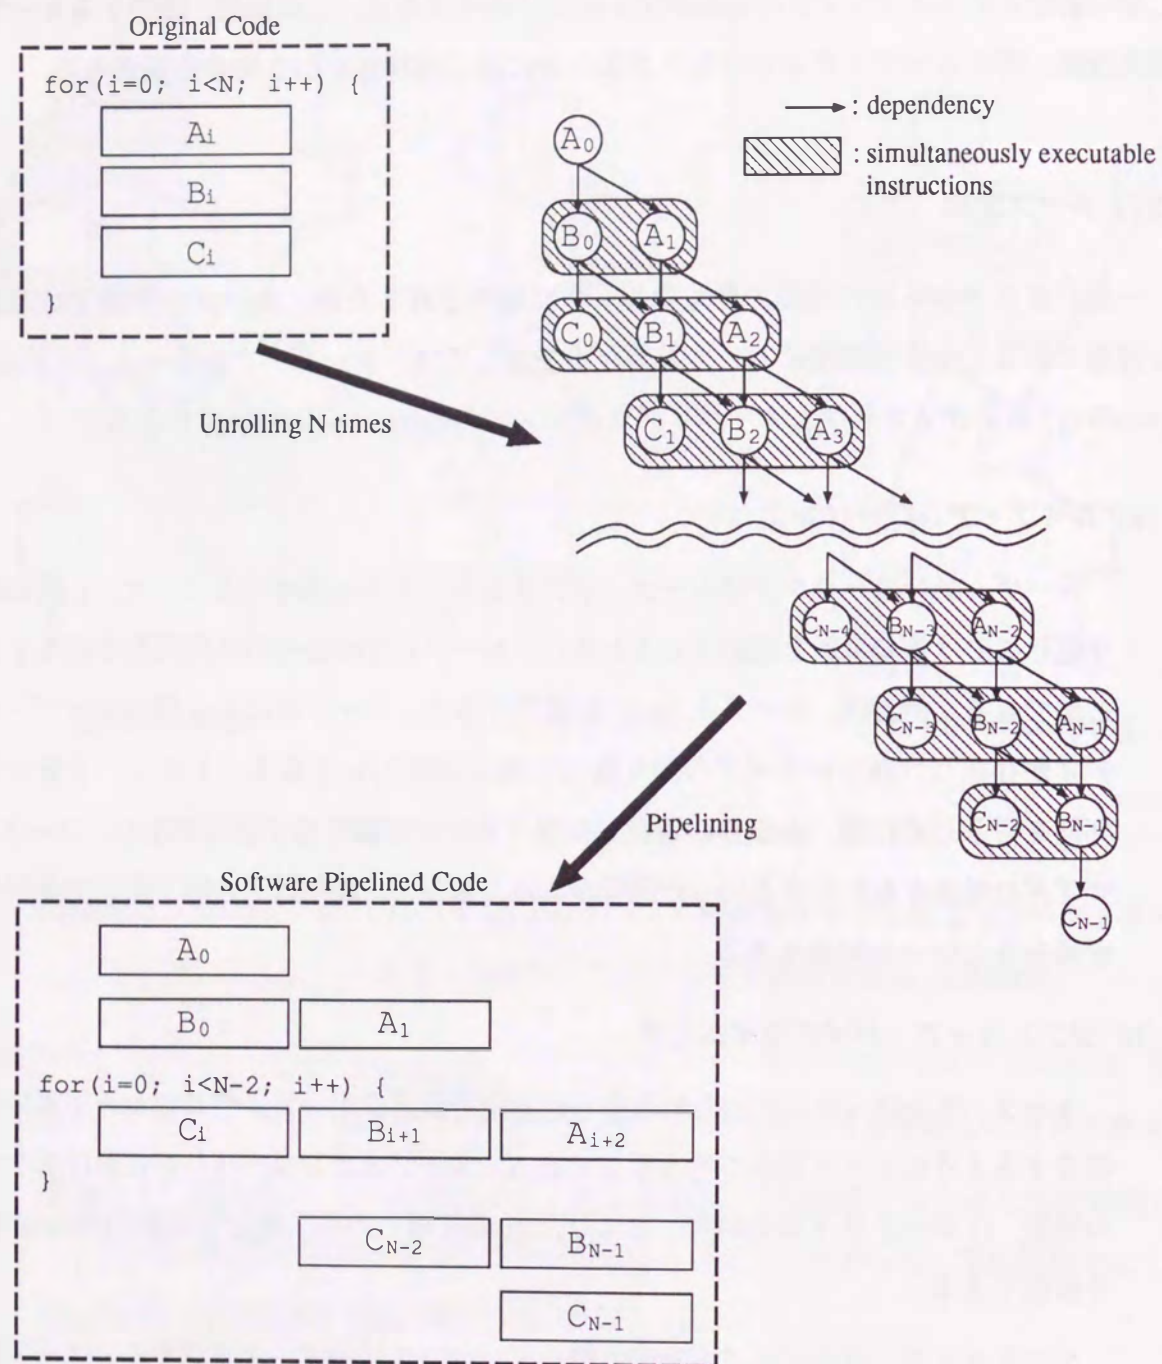 Original Code
for(i=0; i<N; i++) {
Ai
Bi
Ci
}
: dependency
: simultaneously executable
instructions
A0
B0 A1
C0 B1 A2
C1 B2 A3
Unrolling N times
CN-4 BN-3 AN-2
CN-3 BN-2 AN-1
CN-2 BN-1
CN-1
Pipelining
Software Pipelined Code
A0
B0 A1
for(i=0; i<N-2; i++) {
Ci Bi+1 Ai+2
}
CN-2 BN-1
CN-1